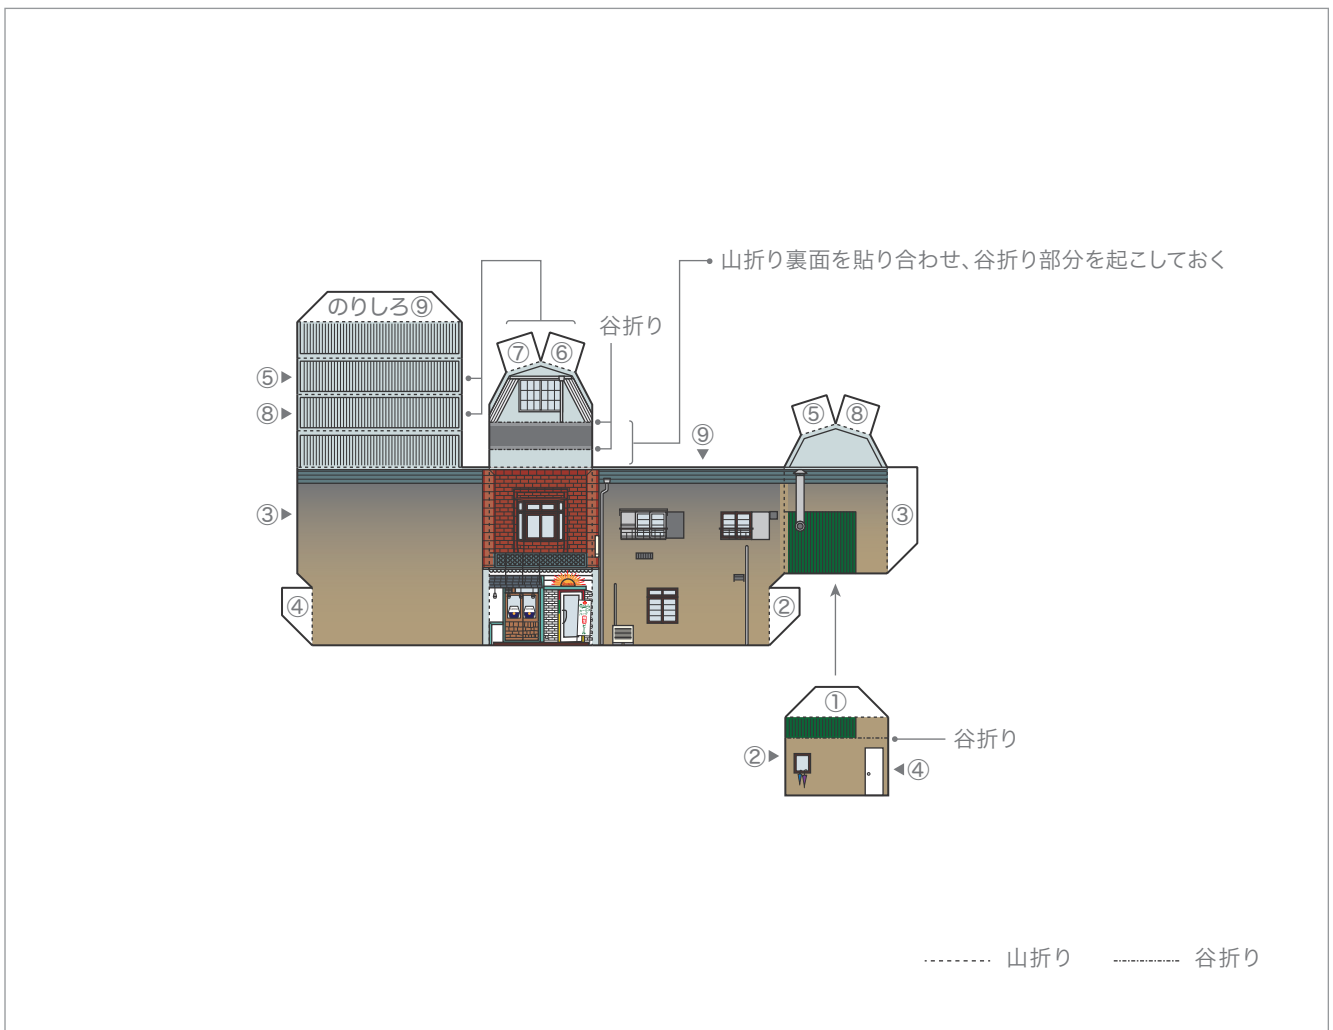 山折り裏面を貼り合わせ、谷折り部分を起こしておく
のりしろ⑨
谷折り
⑦ ⑥
⑤
⑧
⑤ ⑧
⑨
③
③
④
②
①
谷折り
②
④
山折り 谷折り